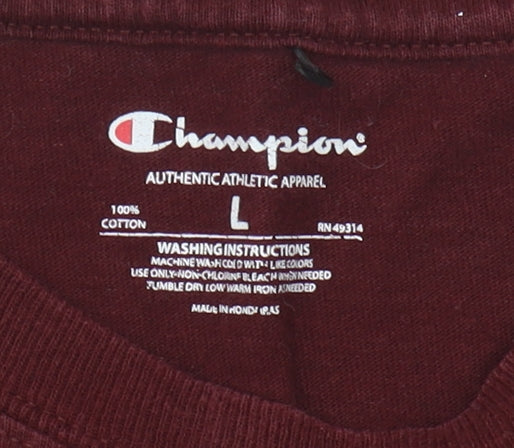 Champion
AUTHENTIC ATHLETIC APPAREL
L
100%
COTTON
RN 49314
WASHING INSTRUCTIONS
MACHINE WASH COLD WITH LIKE COLORS
USE ONLY NON-CHLORINE BLEACH WHEN NEEDED
TUMBLE DRY LOW WARM IRON AS NEEDED
MADE IN HONDURAS